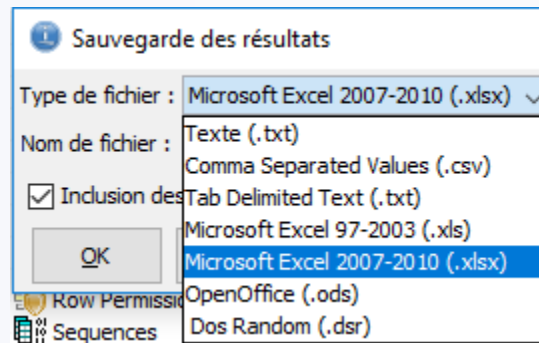 Sauvegarde des résultats
Type de fichier : Microsoft Excel 2007-2010 (.xlsx)
Nom de fichier :
Texte (.txt)
Comma Separated Values (.csv)
Inclusion des
Tab Delimited Text (.txt)
Microsoft Excel 97-2003 (.xls)
OK
Microsoft Excel 2007-2010 (.xlsx)
OpenOffice (.ods)
Row Permissio
Dos Random (.dsr)
Sequences